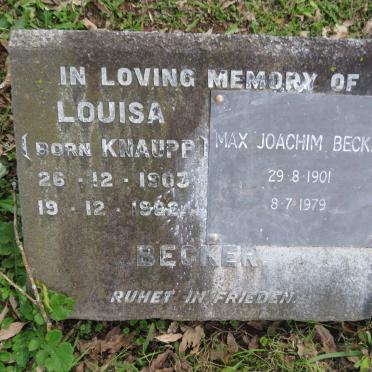 IN LOVING MEMORY OF
LOUISA
(BORN KNAUPP)
26 · 12 · 1903
19 · 12 ·
MAX JOACHIM BECK
29·8·1901
8·7·1979
BECKER
RUHET IN FRIEDEN.